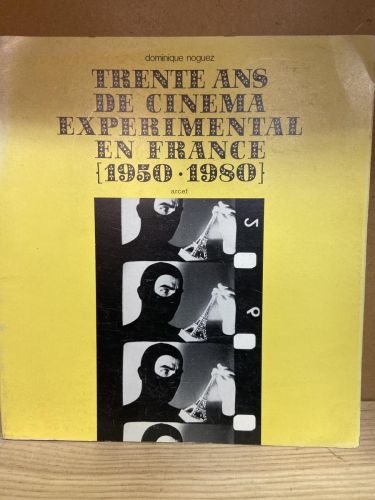 dominique noguez
TRENTE ANS
DE CINEMA
EXPERIMENTAL
EN FRANCE
[1950 · 1980]
arcef